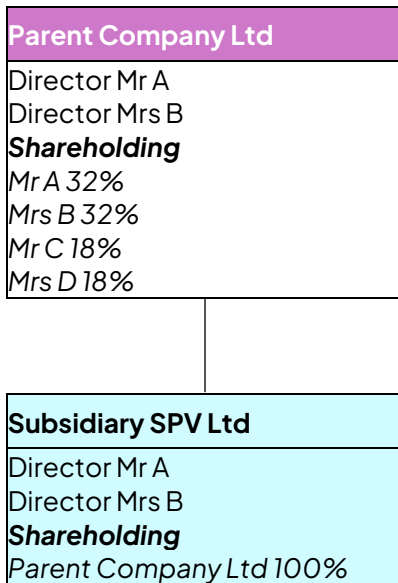 Parent Company Ltd
Director Mr A
Director Mrs B
Shareholding
Mr A 32%
Mrs B 32%
Mr C 18%
Mrs D 18%
Subsidiary SPV Ltd
Director Mr A
Director Mrs B
Shareholding
Parent Company Ltd 100%